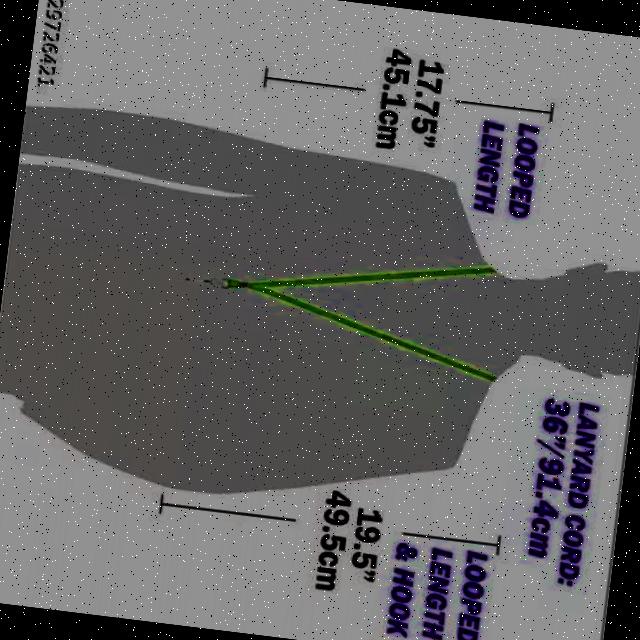 LANYARD CORD:
36"/91.4cm
LOOPED
LENGTH
17.75"
45.1cm
LOOPED
LENGTH
& HOOK
19.5"
49.5cm
29726421